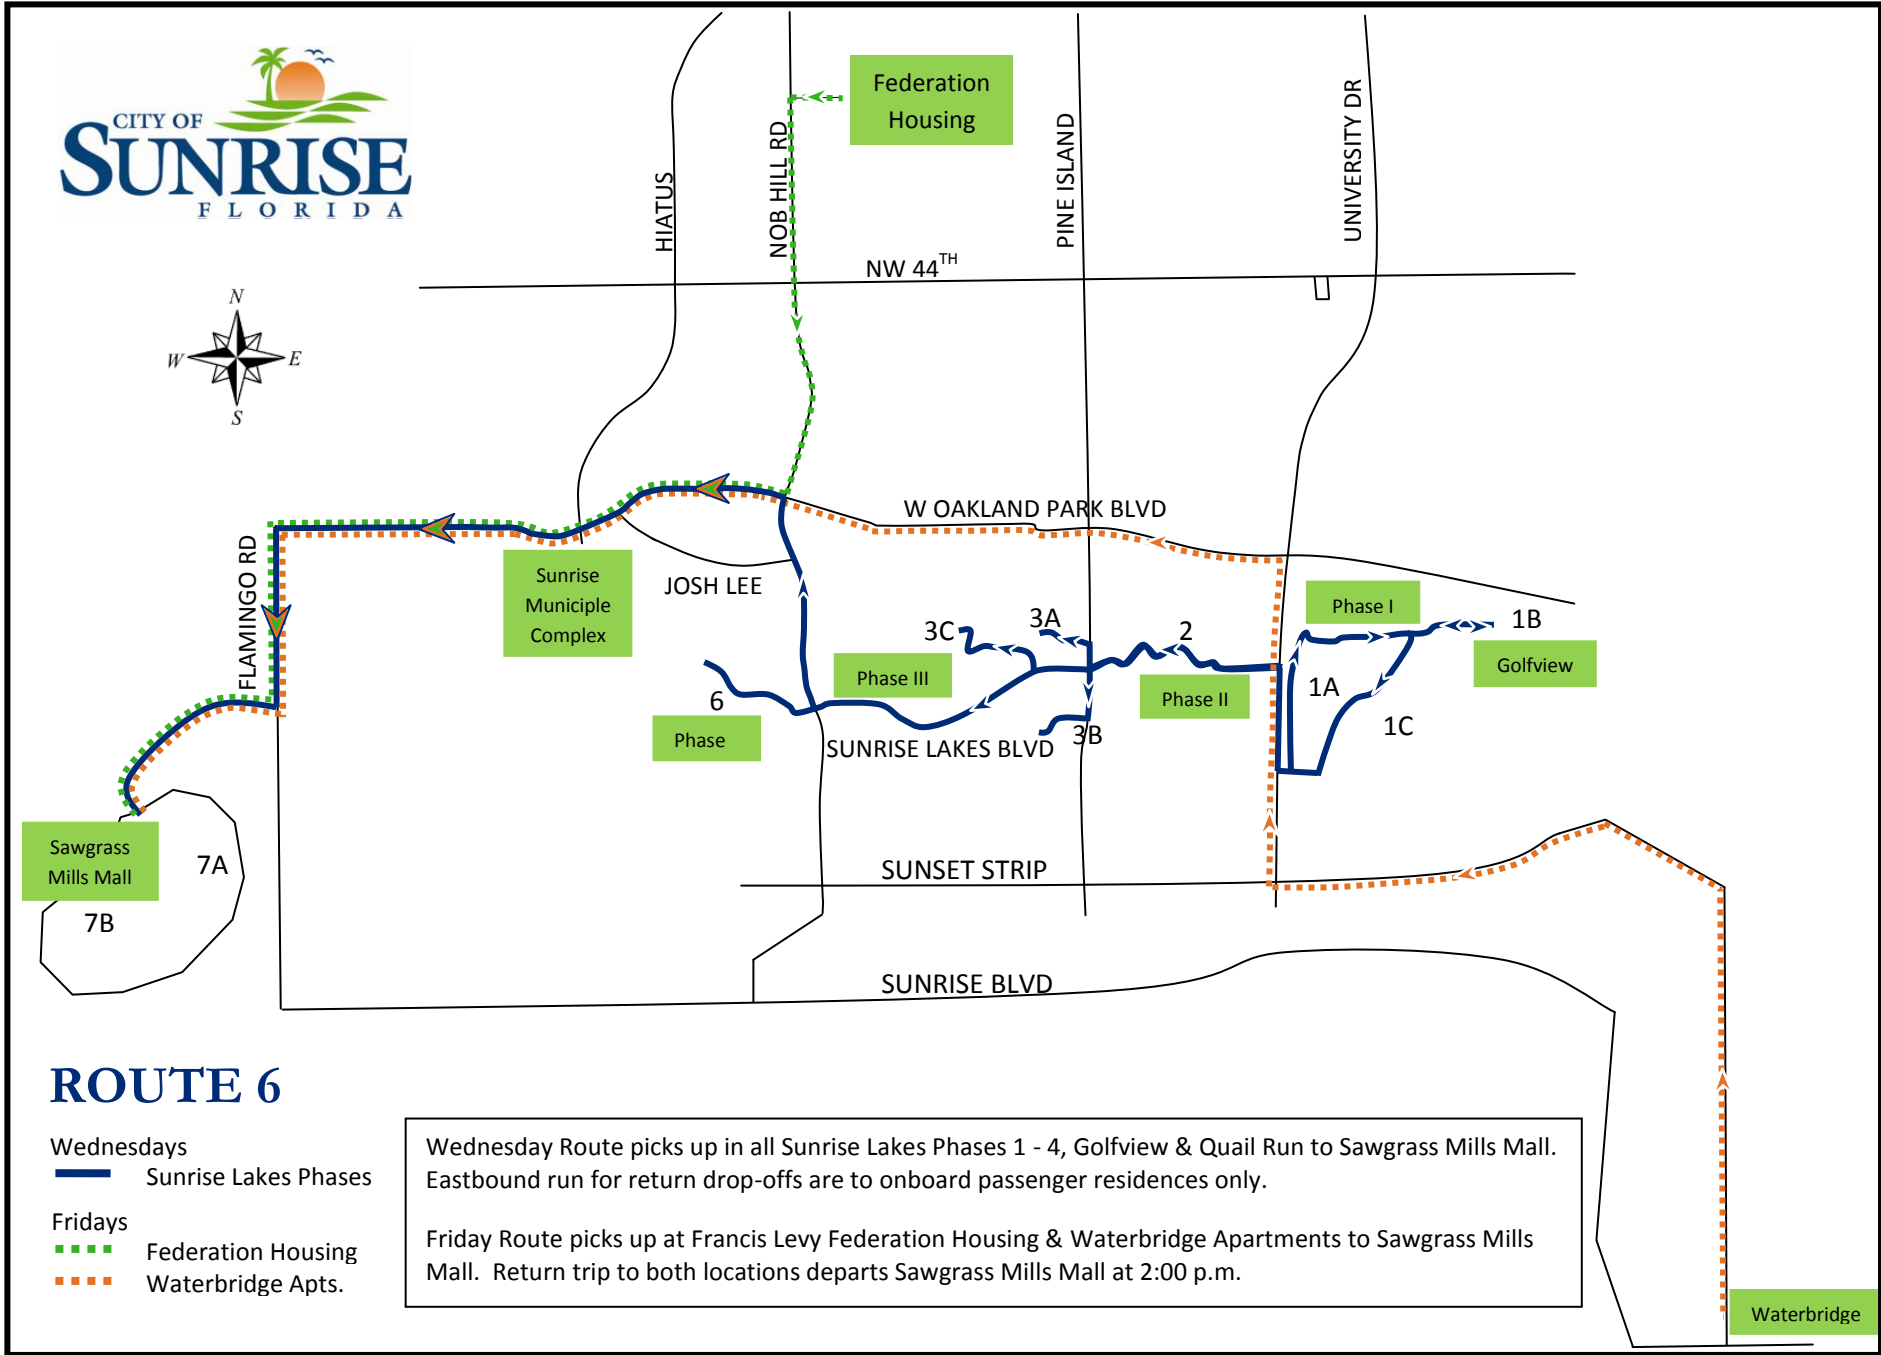 CITY OF
SUNRISE
FLORIDA
Federation
Housing
HIATUS
NOB HILL RD
PINE ISLAND
UNIVERSITY DR
NW 44TH
N
W
E
S
W OAKLAND PARK BLVD
FLAMINGO RD
Sunrise
Municiple
Complex
JOSH LEE
3C
3A
2
Phase I
1B
Golfview
Phase III
Phase II
1A
6
1C
Phase
SUNRISE LAKES BLVD
3B
Sawgrass
Mills Mall
7A
7B
SUNSET STRIP
SUNRISE BLVD
ROUTE 6
Wednesdays
Sunrise Lakes Phases
Fridays
Federation Housing
Waterbridge Apts.
Wednesday Route picks up in all Sunrise Lakes Phases 1 - 4, Golfview & Quail Run to Sawgrass Mills Mall.
Eastbound run for return drop-offs are to onboard passenger residences only.
Friday Route picks up at Francis Levy Federation Housing & Waterbridge Apartments to Sawgrass Mills
Mall.  Return trip to both locations departs Sawgrass Mills Mall at 2:00 p.m.
Waterbridge